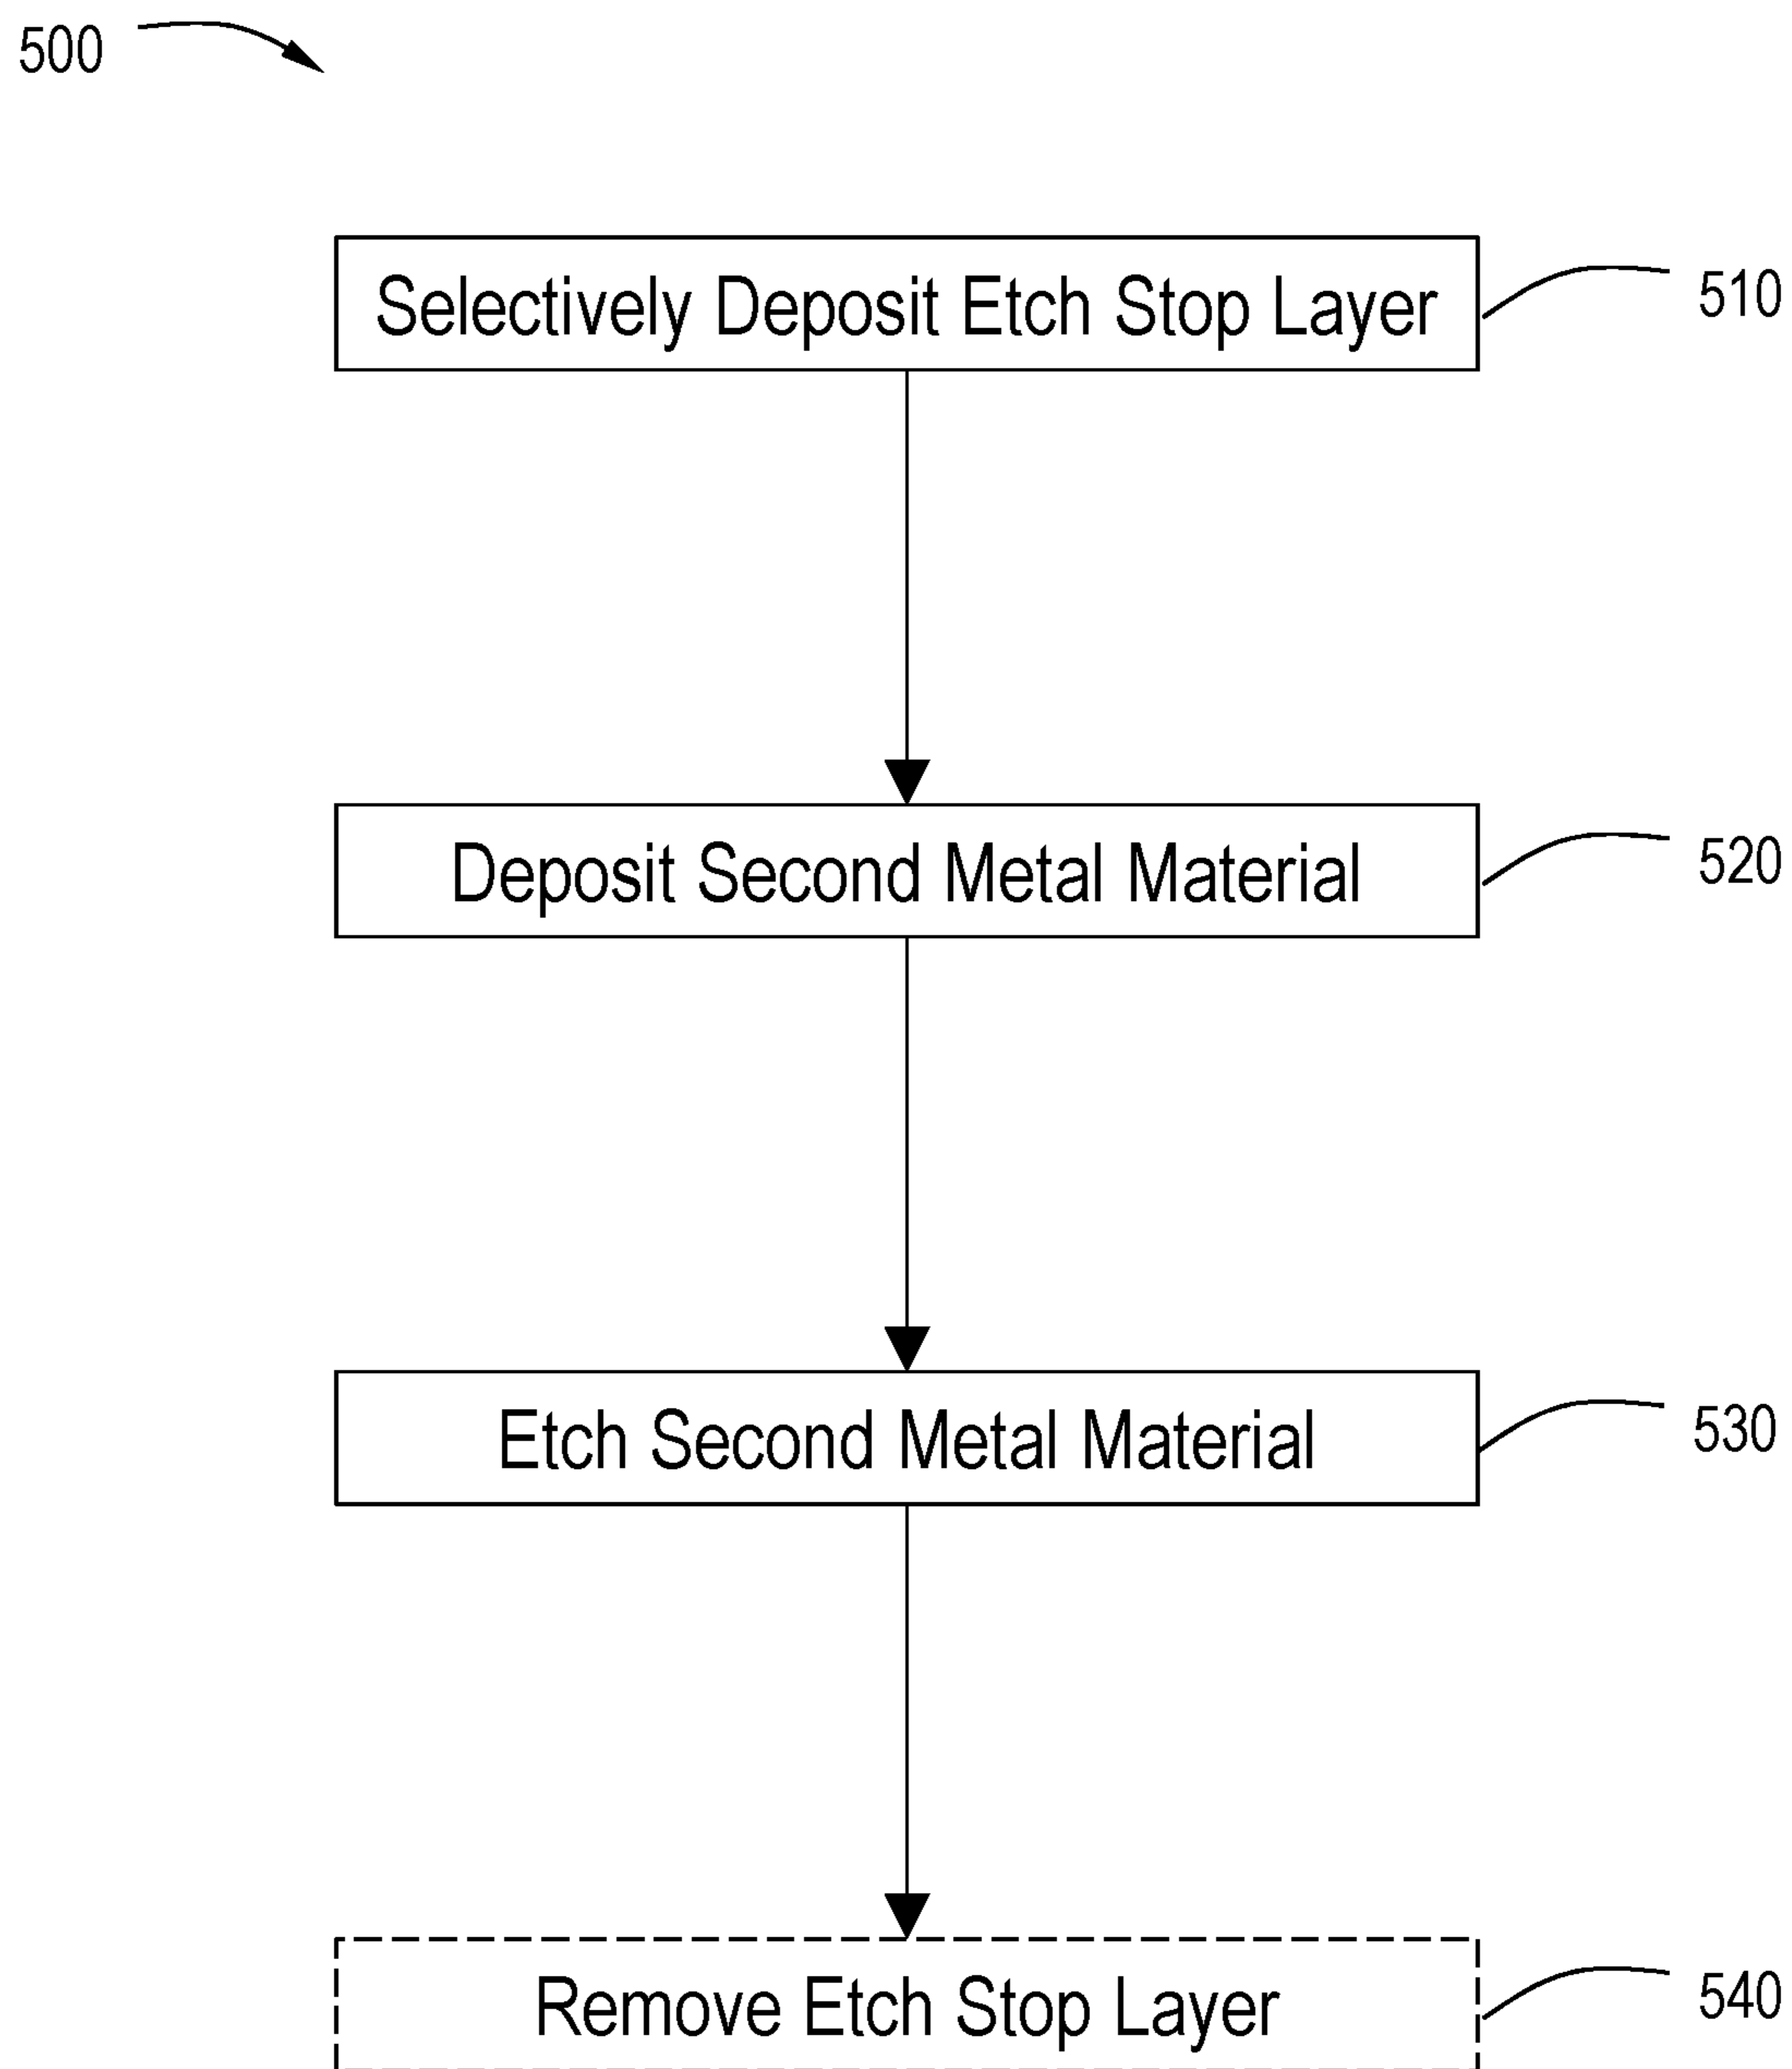 500
Selectively Deposit Etch Stop Layer
510
Deposit Second Metal Material
520
Etch Second Metal Material
530
Remove Etch Stop Layer
540